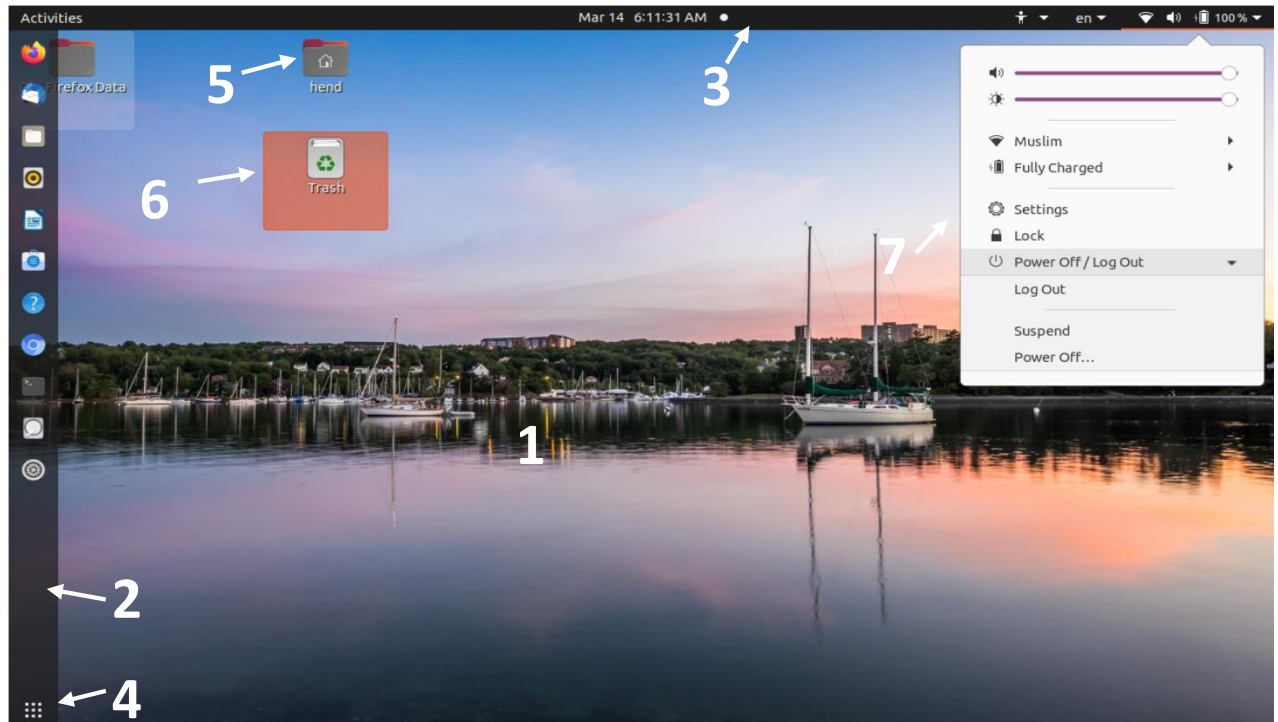 Activities
Mar 14 6:11:31 AM
en
100 %
Firefox Data
5
hend
3
6
Trash
7
Muslim
Fully Charged
Settings
Lock
Power Off / Log Out
Log Out
Suspend
Power Off...
1
2
4